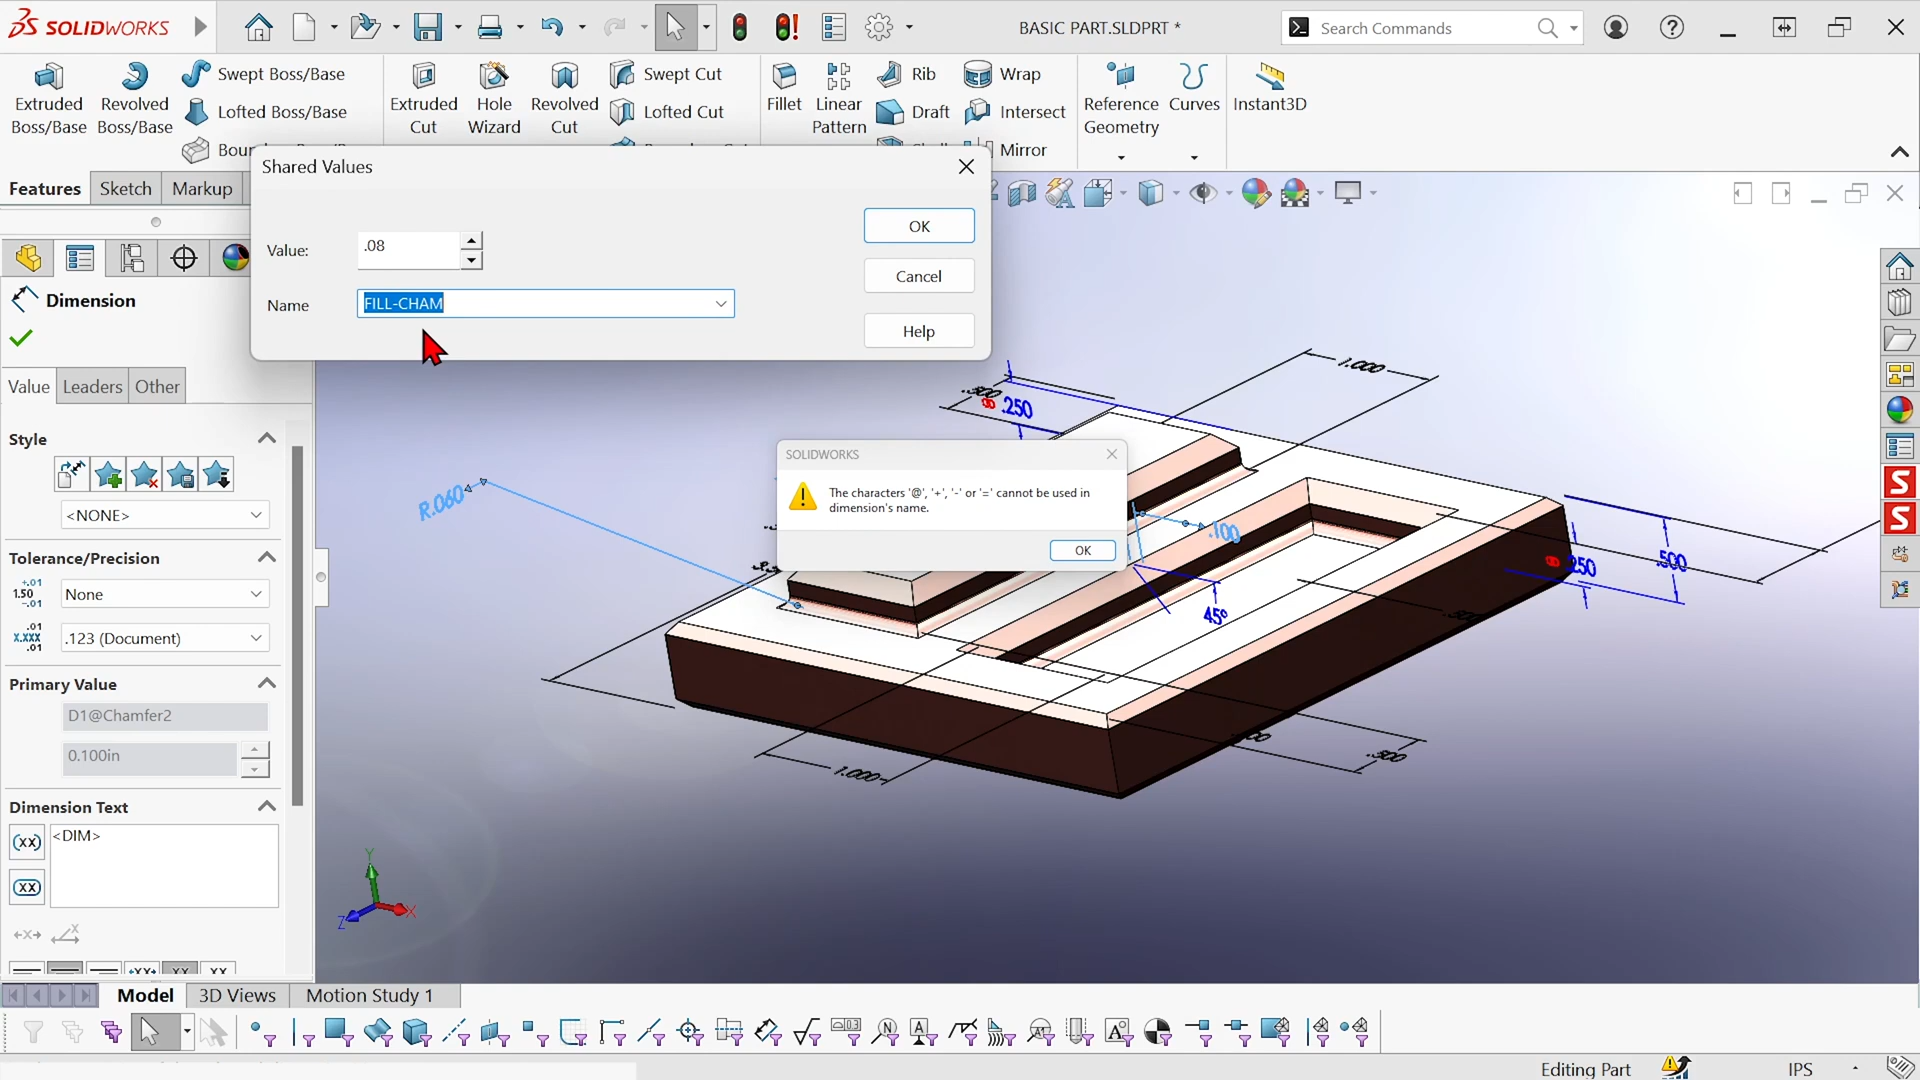 SOLIDWORKS
BASIC PART.SLDPRT *
Search Commands
Extruded Boss/Base
Revolved Boss/Base
Swept Boss/Base
Lofted Boss/Base
Extruded Cut
Hole Wizard
Revolved Cut
Swept Cut
Lofted Cut
Fillet
Linear Pattern
Rib
Draft
Wrap
Intersect
Mirror
Reference Geometry
Curves
Instant3D
Features
Sketch
Markup
Shared Values
Value:
.08
Name
FILL-CHAM
OK
Cancel
Help
Dimension
Value
Leaders
Other
Style
<NONE>
Tolerance/Precision
None
.123 (Document)
Primary Value
D1@Chamfer2
0.100in
Dimension Text
<DIM>
SOLIDWORKS
The characters '@', '+', '-' or '=' cannot be used in
dimension's name.
OK
1.000
.250
R.060
.100
45°
.250
.500
1.000
.500
Y
Z
X
Model
3D Views
Motion Study 1
Editing Part
IPS